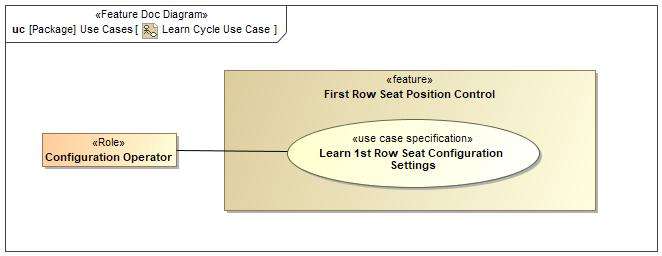 «Feature Doc Diagram»
uc [Package] Use Cases [ Learn Cycle Use Case ]
«feature»
First Row Seat Position Control
«Role»
Configuration Operator
«use case specification»
Learn 1st Row Seat Configuration
Settings